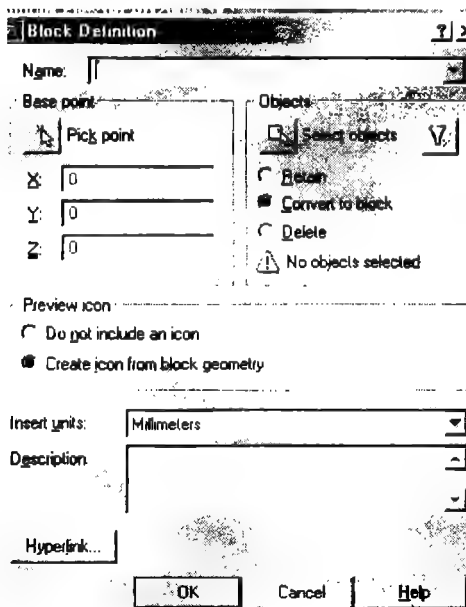 Block Definition
Name:
Base point
Pick point
X: 0
Y: 0
Z: 0
Objects
Select objects
Retain
Convert to block
Delete
No objects selected
Preview icon
Do not include an icon
Create icon from block geometry
Insert units: Millimeters
Description
Hyperlink...
OK Cancel Help